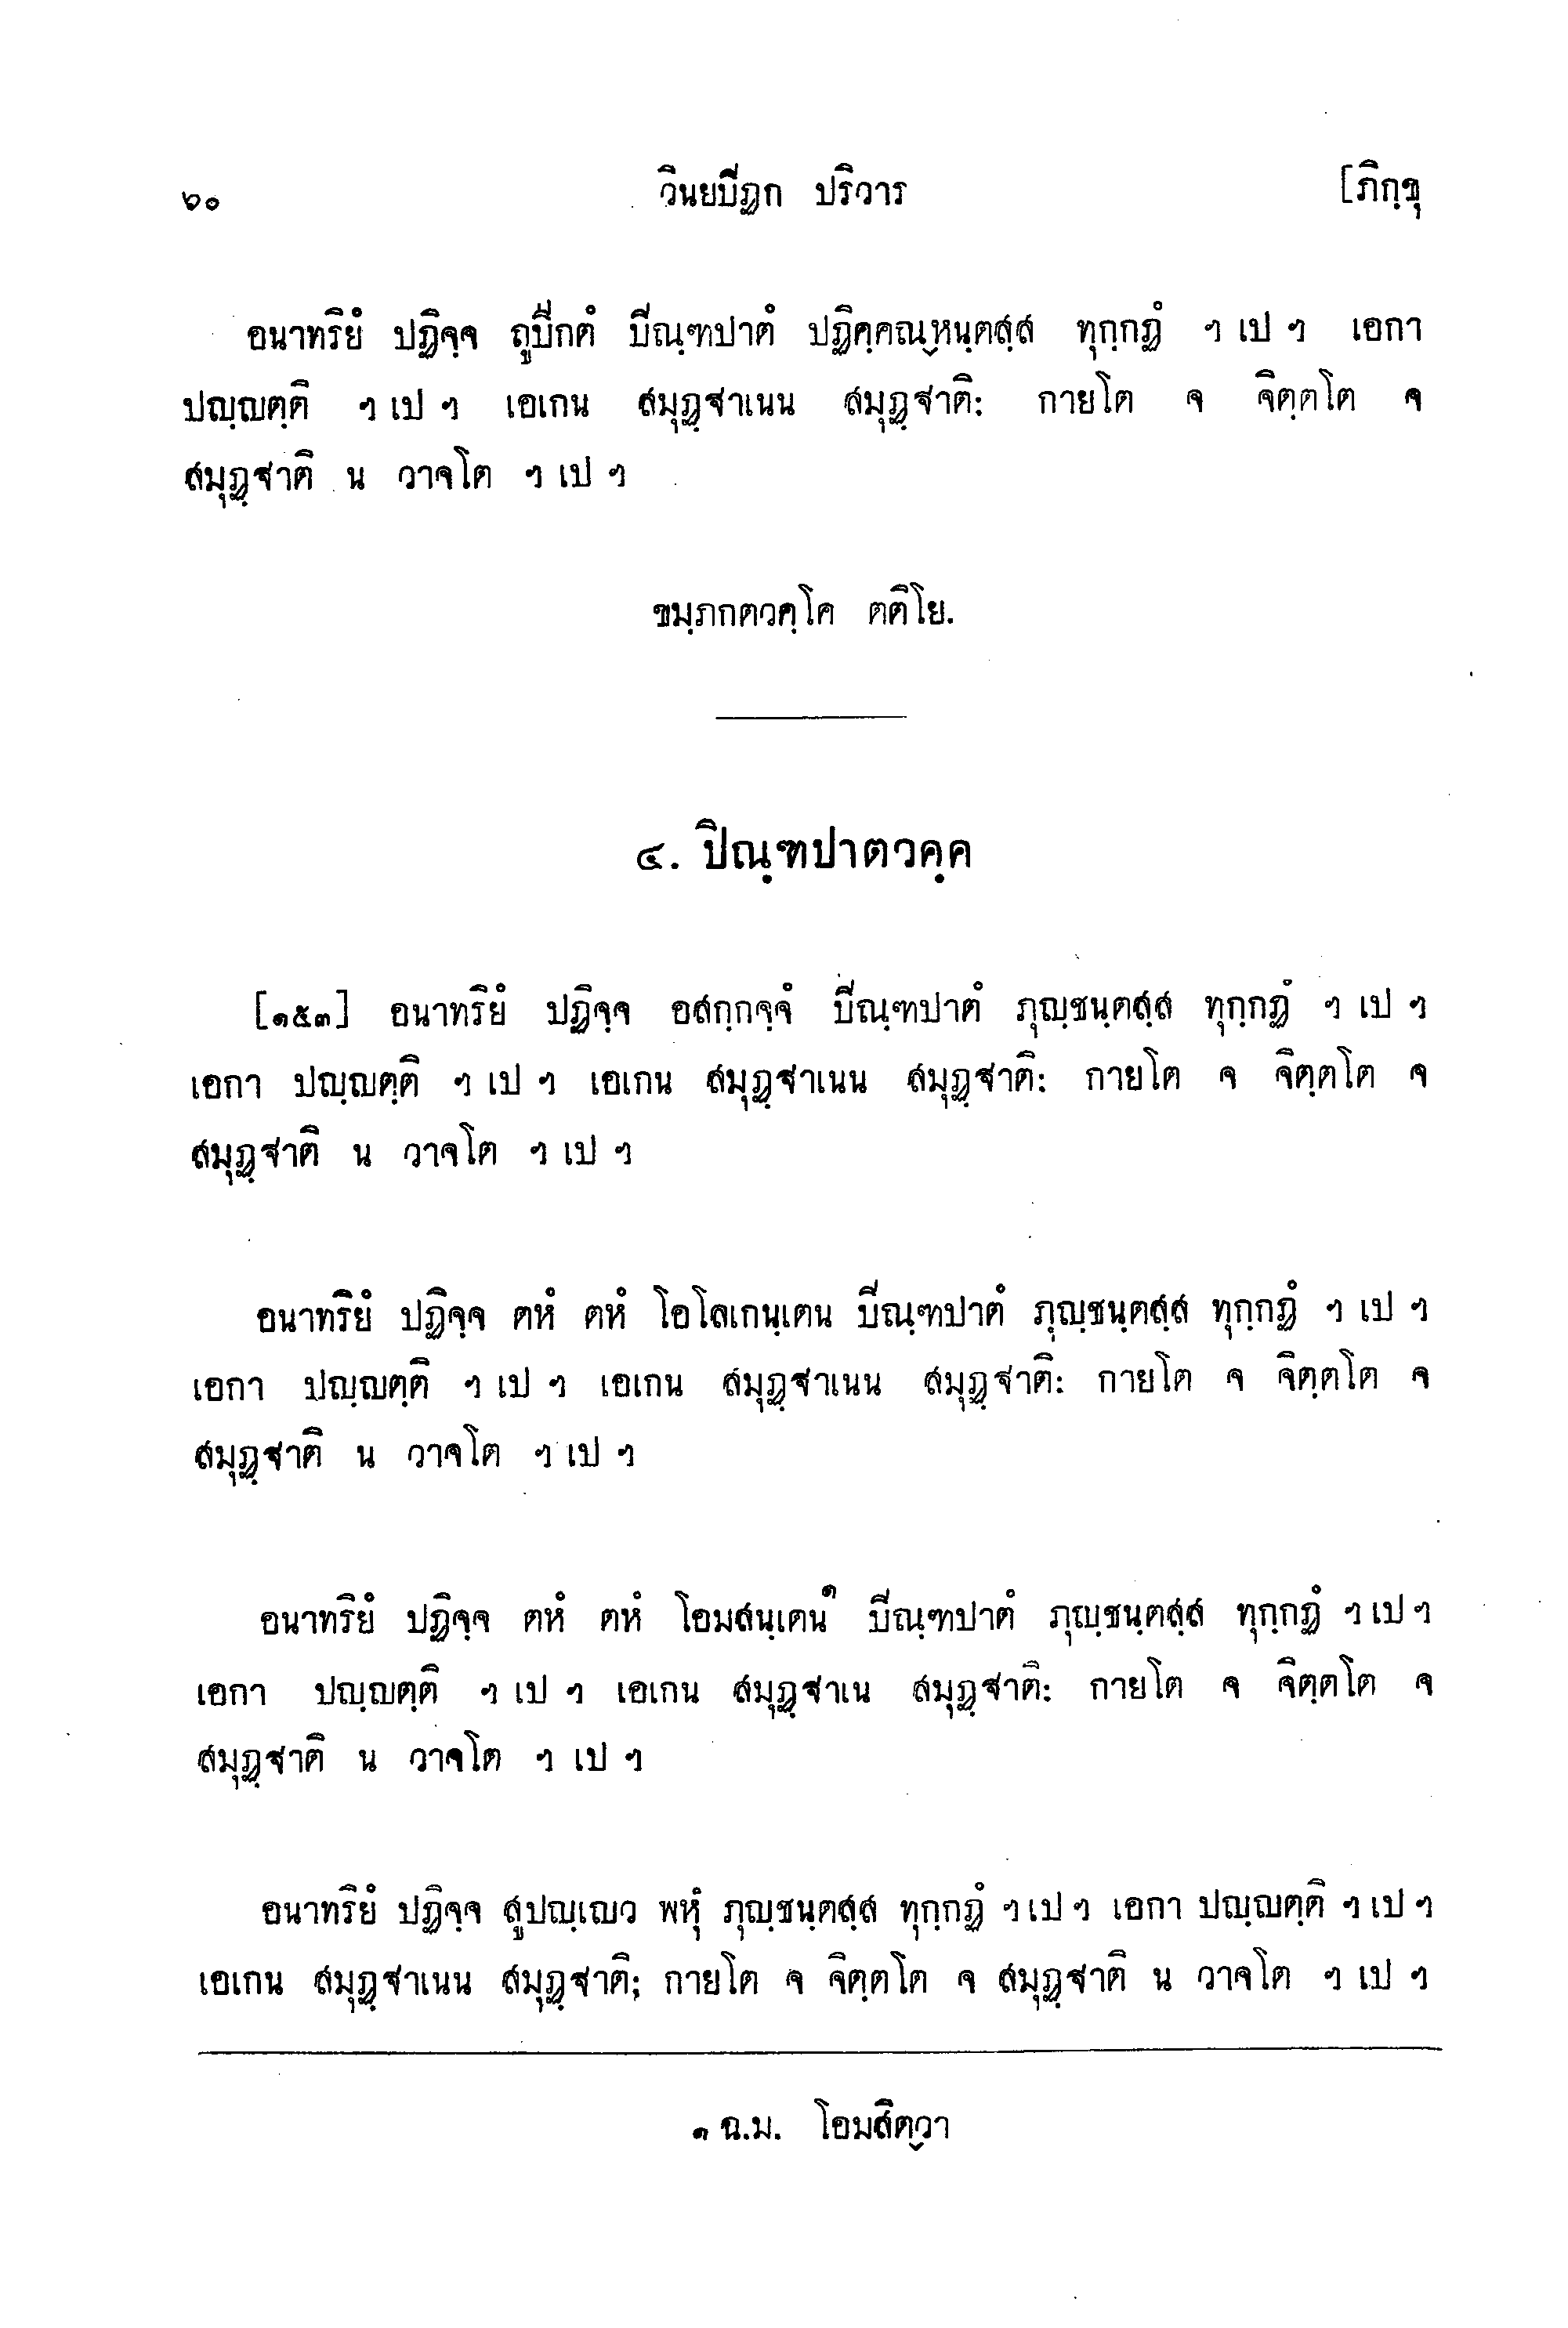 ๖๐ วินยปิฏก ปริวาร [ภิกฺขุ
อนาทริยํ ปฏิจฺจ ถูปีกตํ ปิณฺฑปาตํ ปฏิคฺคณฺหนฺตสฺส ทุกฺกฏํ ฯ เป ฯ เอกา
ปญฺญตฺติ ฯ เป ฯ เอเกน สมุฏฺฐาเนน สมุฏฺฐาติ: กายโต จ จิตฺตโต จ
สมุฏฺฐาติ น วาจโต ฯ เป ฯ
ขมฺภกตวคฺโค ตติโย.
๔. ปิณฺฑปาตวคฺค
[๑๕๓] อนาทริยํ ปฏิจฺจ อสกฺกจฺจํ ปิณฺฑปาตํ ภุญฺชนฺตสฺส ทุกฺกฏํ ฯ เป ฯ
เอกา ปญฺญตฺติ ฯ เป ฯ เอเกน สมุฏฺฐาเนน สมุฏฺฐาติ: กายโต จ จิตฺตโต จ
สมุฏฺฐาติ น วาจโต ฯ เป ฯ
อนาทริยํ ปฏิจฺจ ตหํ ตหํ โอโลเกนฺเตน ปิณฺฑปาตํ ภุญฺชนฺตสฺส ทุกฺกฏํ ฯ เป ฯ
เอกา ปญฺญตฺติ ฯ เป ฯ เอเกน สมุฏฺฐาเนน สมุฏฺฐาติ: กายโต จ จิตฺตโต จ
สมุฏฺฐาติ น วาจโต ฯ เป ฯ
อนาทริยํ ปฏิจฺจ ตหํ ตหํ โอมสนฺเตน๑ ปิณฺฑปาตํ ภุญฺชนฺตสฺส ทุกฺกฏํ ฯ เป ฯ
เอกา ปญฺญตฺติ ฯ เป ฯ เอเกน สมุฏฺฐาเน สมุฏฺฐาติ: กายโต จ จิตฺตโต จ
สมุฏฺฐาติ น วาจโต ฯ เป ฯ
อนาทริยํ ปฏิจฺจ สูปญฺเญว พหุํ ภุญฺชนฺตสฺส ทุกฺกฏํ ฯ เป ฯ เอกา ปญฺญตฺติ ฯ เป ฯ
เอเกน สมุฏฺฐาเนน สมุฏฺฐาติ; กายโต จ จิตฺตโต จ สมุฏฺฐาติ น วาจโต ฯ เป ฯ
๑ ฉ.ม. โอมสิตฺวา